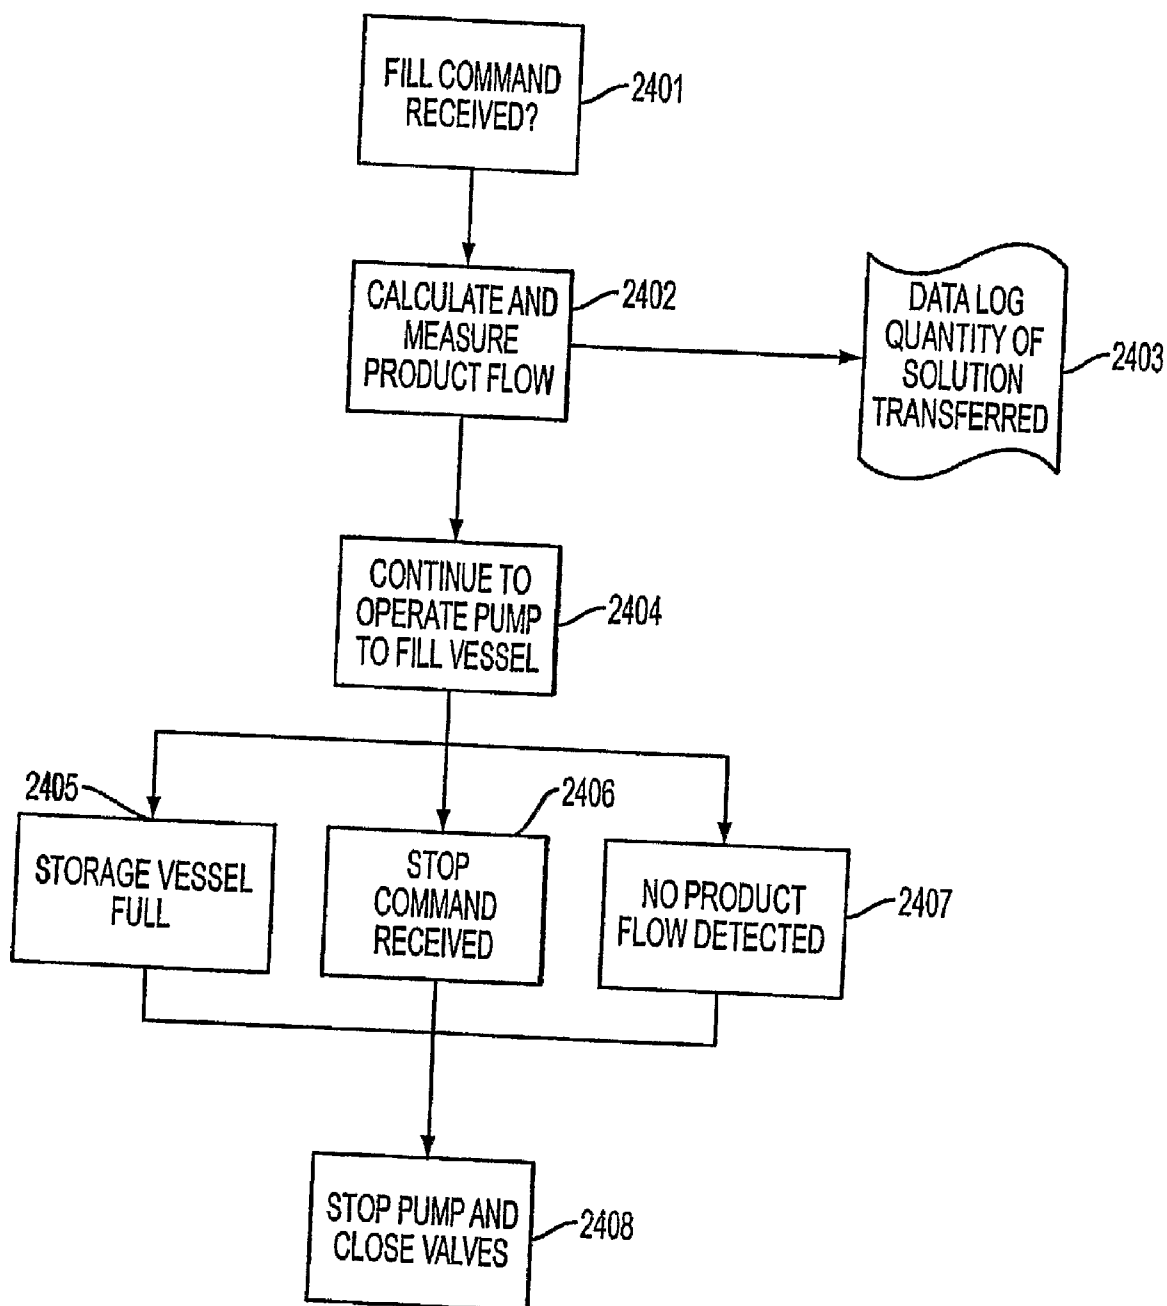 FILL COMMAND
RECEIVED?
2401
CALCULATE AND
MEASURE
PRODUCT FLOW
2402
DATA LOG
QUANTITY OF
SOLUTION
TRANSFERRED
2403
CONTINUE TO
OPERATE PUMP
TO FILL VESSEL
2404
2405
STORAGE VESSEL
FULL
2406
STOP
COMMAND
RECEIVED
NO PRODUCT
FLOW DETECTED
2407
STOP PUMP AND
CLOSE VALVES
2408